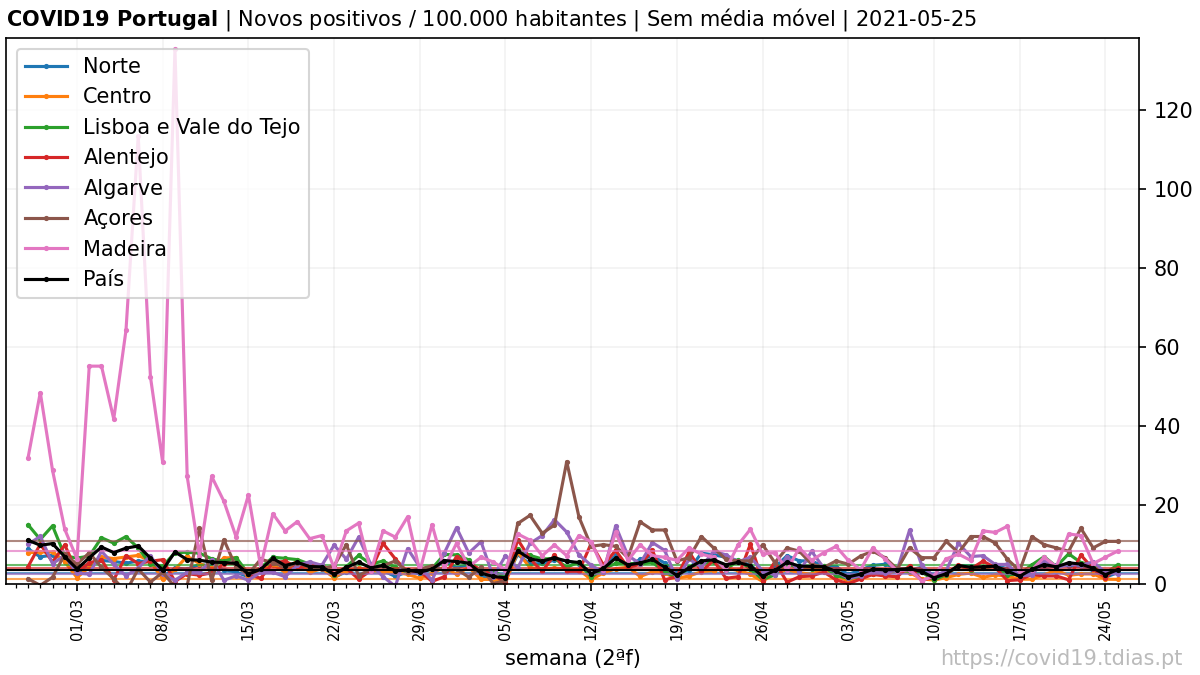 COVID19 Portugal | Novos positivos / 100.000 habitantes | Sem média móvel | 2021-05-25
Norte
Centro
Lisboa e Vale do Tejo
Alentejo
Algarve
Açores
Madeira
País
120
100
80
60
40
20
0
01/03
08/03
15/03
22/03
29/03
05/04
12/04
19/04
26/04
03/05
10/05
17/05
24/05
semana (2ªf)
https://covid19.tdias.pt